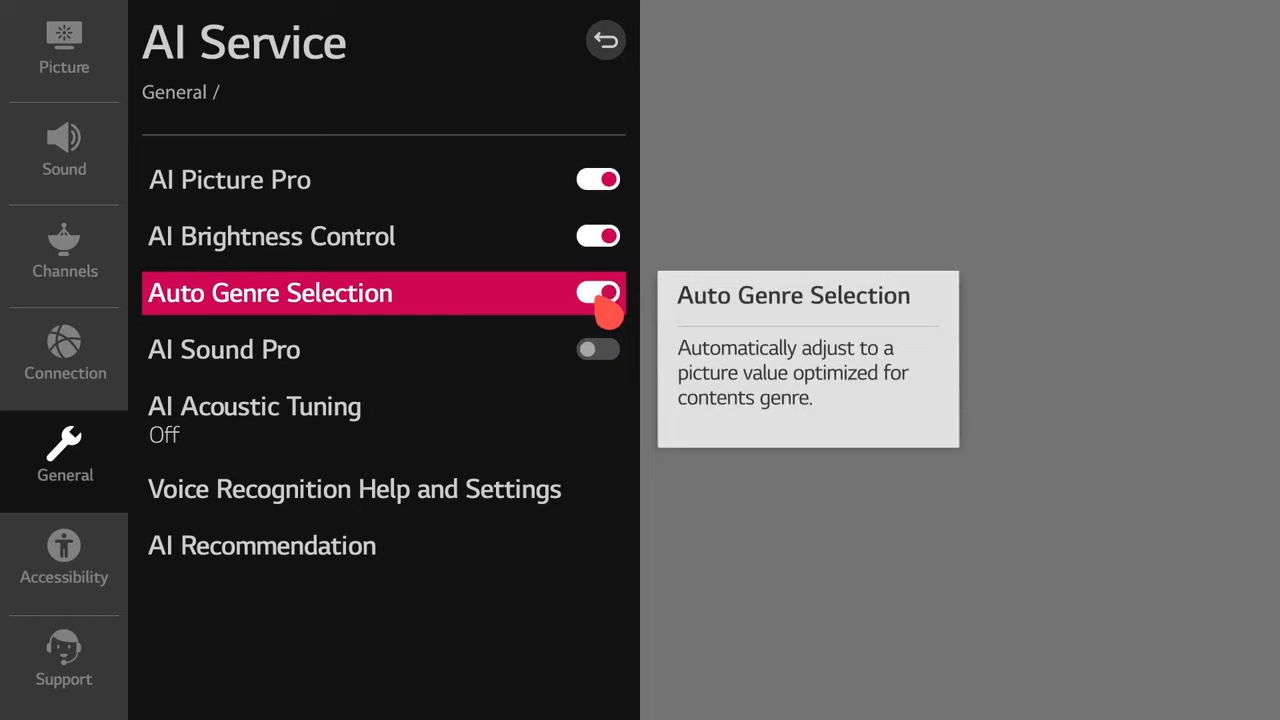 Picture
Sound
Channels
Connection
General
Accessibility
Support
AI Service
General /
AI Picture Pro
AI Brightness Control
Auto Genre Selection
AI Sound Pro
AI Acoustic Tuning
Off
Voice Recognition Help and Settings
AI Recommendation
Auto Genre Selection
Automatically adjust to a
picture value optimized for
contents genre.